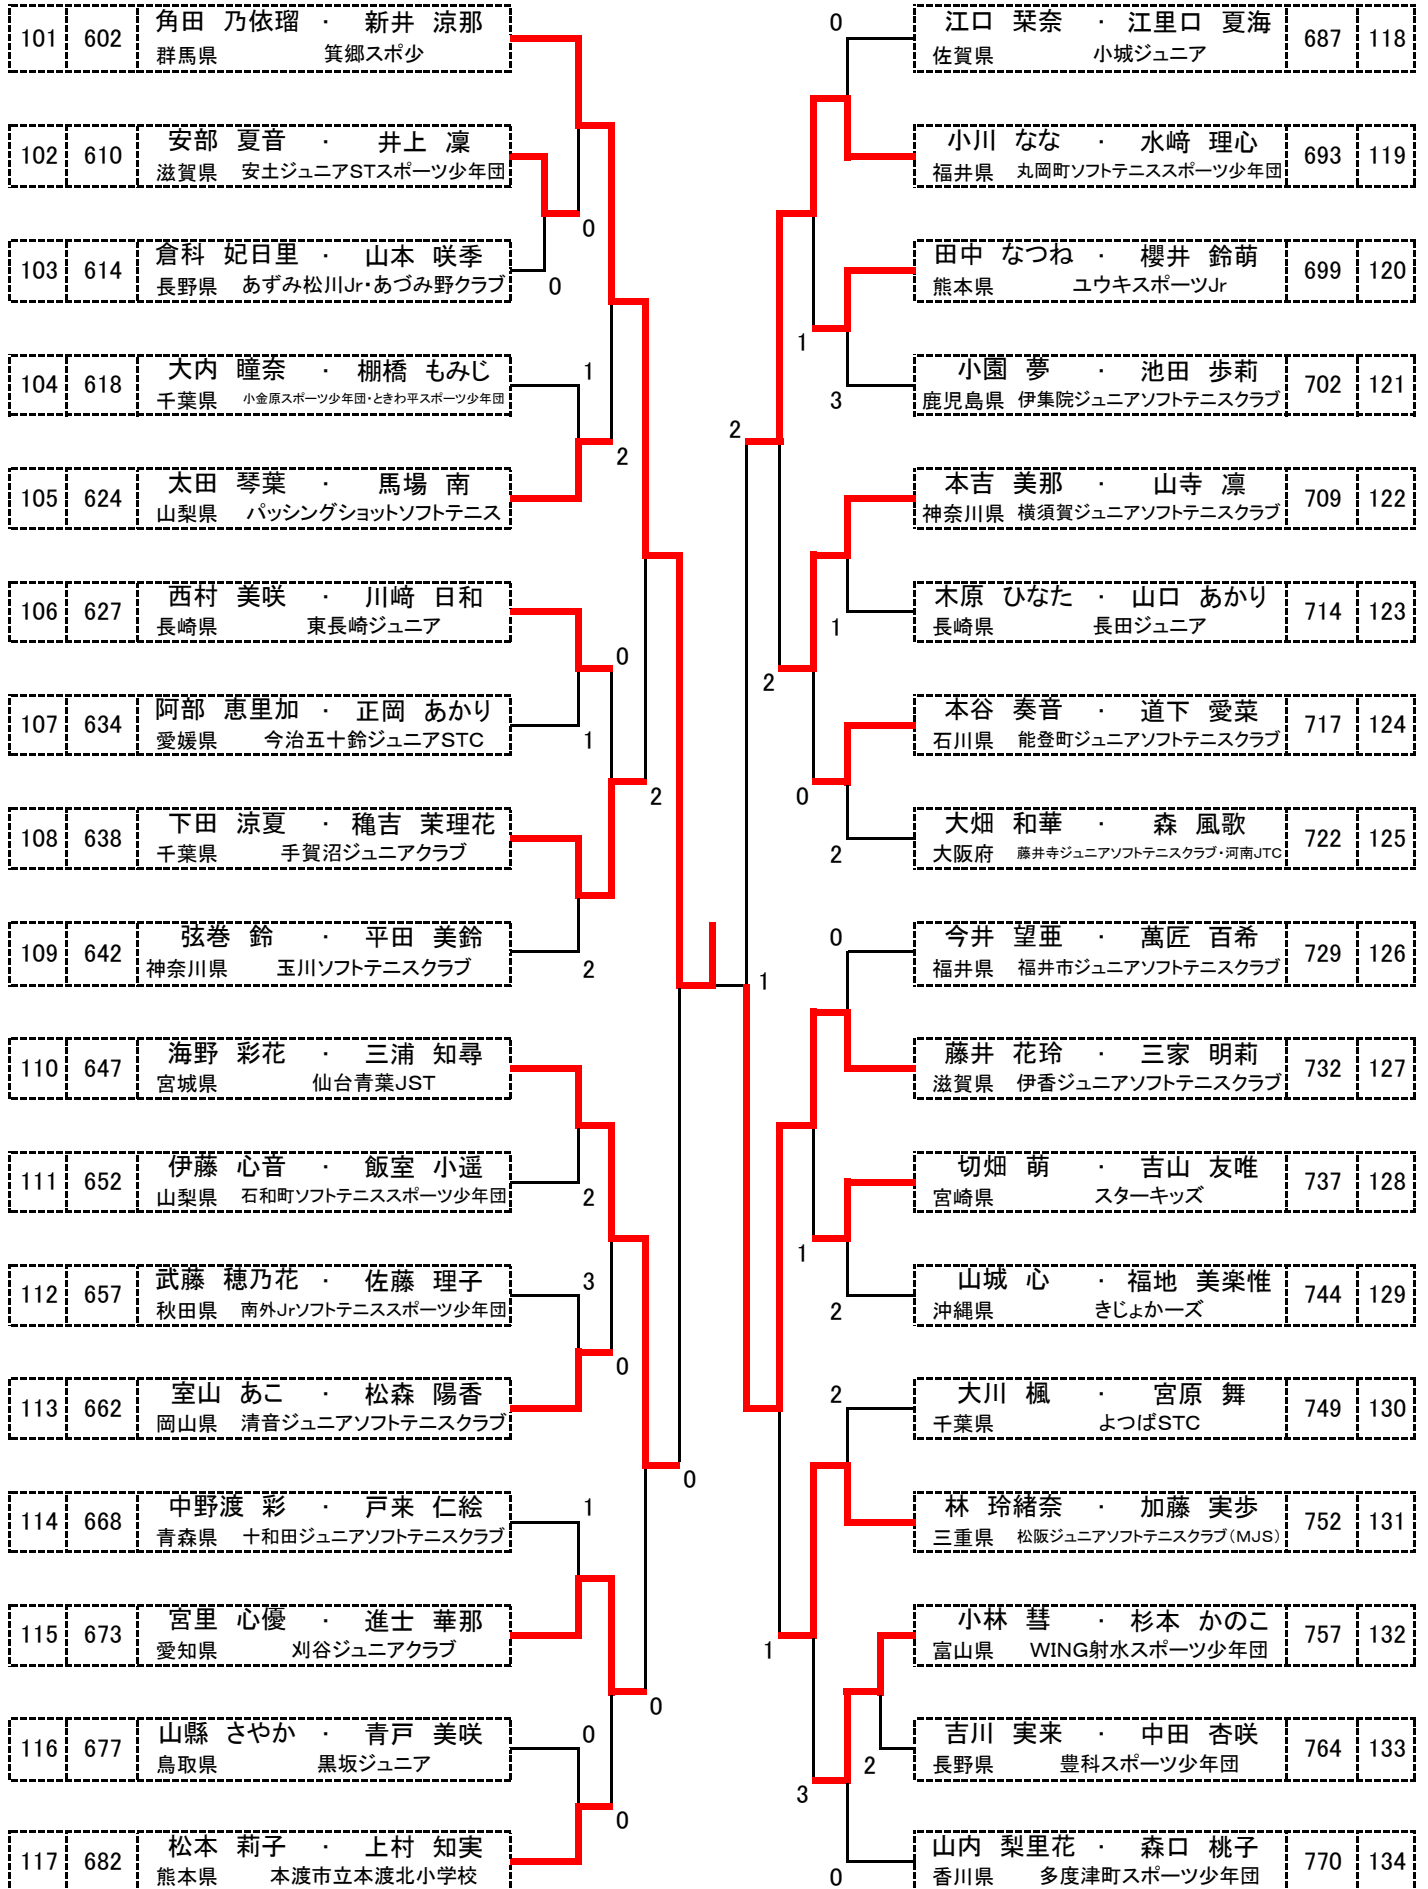 101 602 角田 乃依瑠 ・ 新井 涼那
群馬県 箕郷スポ少
102 610 安部 夏音 ・ 井上 凜
滋賀県 安土ジュニアSTスポーツ少年団
0
103 614 倉科 妃日里 ・ 山本 咲季
長野県 あずみ松川Jr・あづみ野クラブ
0
104 618 大内 瞳奈 ・ 棚橋 もみじ
千葉県 小金原スポーツ少年団・ときわ平スポーツ少年団
1
2
105 624 太田 琴葉 ・ 馬場 南
山梨県 パッシングショットソフトテニス
106 627 西村 美咲 ・ 川﨑 日和
長崎県 東長崎ジュニア
0
107 634 阿部 恵里加 ・ 正岡 あかり
愛媛県 今治五十鈴ジュニアSTC
1
2
108 638 下田 涼夏 ・ 穐吉 茉理花
千葉県 手賀沼ジュニアクラブ
109 642 弦巻 鈴 ・ 平田 美鈴
神奈川県 玉川ソフトテニスクラブ
2
110 647 海野 彩花 ・ 三浦 知尋
宮城県 仙台青葉JST
111 652 伊藤 心音 ・ 飯室 小遥
山梨県 石和町ソフトテニススポーツ少年団
2
112 657 武藤 穂乃花 ・ 佐藤 理子
秋田県 南外Jrソフトテニススポーツ少年団
3
0
113 662 室山 あこ ・ 松森 陽香
岡山県 清音ジュニアソフトテニスクラブ
0
114 668 中野渡 彩 ・ 戸来 仁絵
青森県 十和田ジュニアソフトテニスクラブ
1
115 673 宮里 心優 ・ 進士 華那
愛知県 刈谷ジュニアクラブ
0
116 677 山縣 さやか ・ 青戸 美咲
鳥取県 黒坂ジュニア
0
0
117 682 松本 莉子 ・ 上村 知実
熊本県 本渡市立本渡北小学校
0
江口 栞奈 ・ 江里口 夏海 687 118
佐賀県 小城ジュニア
小川 なな ・ 水﨑 理心 693 119
福井県 丸岡町ソフトテニススポーツ少年団
田中 なつね ・ 櫻井 鈴萌 699 120
熊本県 ユウキスポーツJr
1
小園 夢 ・ 池田 歩莉 702 121
鹿児島県 伊集院ジュニアソフトテニスクラブ
3
2
本吉 美那 ・ 山寺 凛 709 122
神奈川県 横須賀ジュニアソフトテニスクラブ
木原 ひなた ・ 山口 あかり 714 123
長崎県 長田ジュニア
1
2
本谷 奏音 ・ 道下 愛菜 717 124
石川県 能登町ジュニアソフトテニスクラブ
0
大畑 和華 ・ 森 風歌 722 125
大阪府 藤井寺ジュニアソフトテニスクラブ・河南JTC
2
0
今井 望亜 ・ 萬匠 百希 729 126
福井県 福井市ジュニアソフトテニスクラブ
1
藤井 花玲 ・ 三家 明莉 732 127
滋賀県 伊香ジュニアソフトテニスクラブ
切畑 萌 ・ 吉山 友唯 737 128
宮崎県 スターキッズ
1
山城 心 ・ 福地 美楽惟 744 129
沖縄県 きじょかーズ
2
2
大川 楓 ・ 宮原 舞 749 130
千葉県 よつばSTC
林 玲緒奈 ・ 加藤 実歩 752 131
三重県 松阪ジュニアソフトテニスクラブ(MJS)
小林 彗 ・ 杉本 かのこ 757 132
富山県 WING射水スポーツ少年団
1
吉川 実来 ・ 中田 杏咲 764 133
長野県 豊科スポーツ少年団
2
3
山内 梨里花 ・ 森口 桃子 770 134
香川県 多度津町スポーツ少年団
0